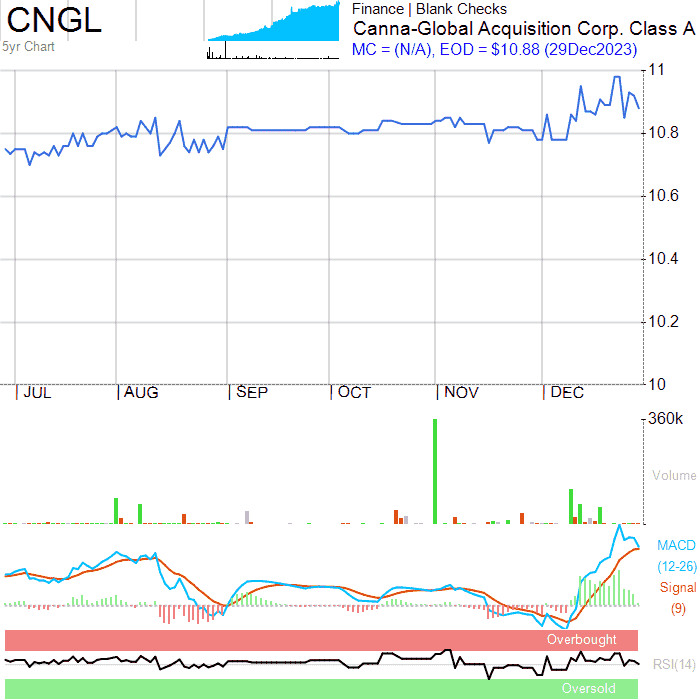 CNGL
5yr Chart
Finance | Blank Checks
Canna-Global Acquisition Corp. Class A
MC = (N/A), EOD = $10.88 (29Dec2023)
11
10.8
10.6
10.4
10.2
10
JUL AUG SEP OCT NOV DEC
360k
Volume
MACD
(12-26)
Signal
(9)
Overbought
RSI(14)
Oversold